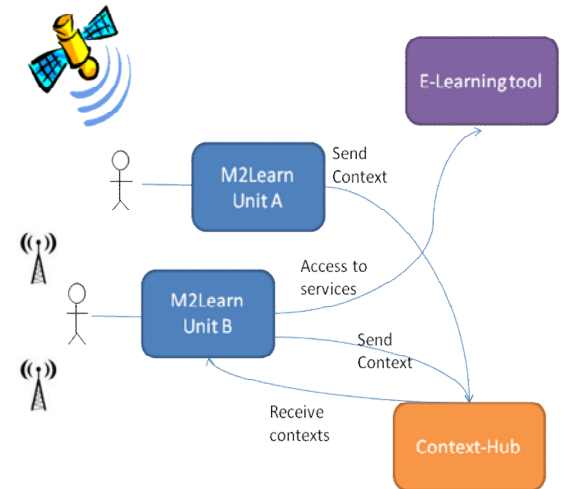 E-Learning tool
Send
Context
M2Learn
Unit A
Access to
services
M2Learn
Unit B
Send
Context
Receive
contexts
Context-Hub